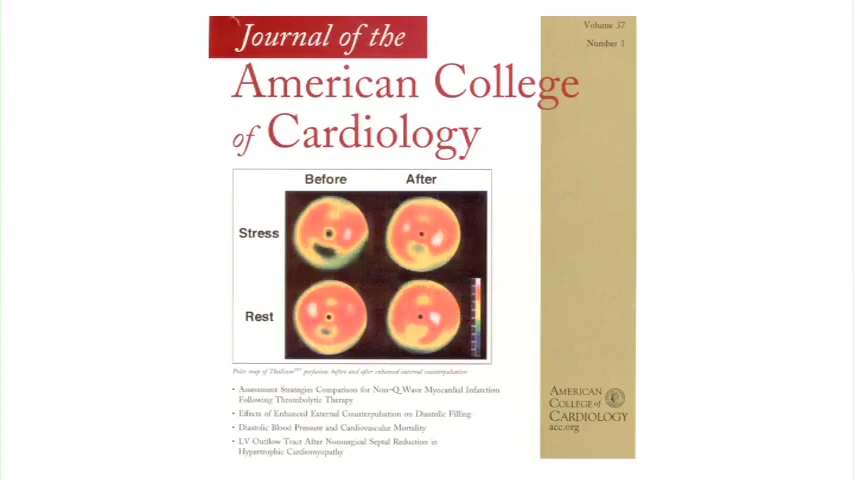 Journal of the
American College
of Cardiology
Volume 37
Number 1
Before After
Stress
Rest
Polar map of Thallium²⁰¹ perfusion before and after enhanced external counterpulsation
• Assessment Strategies Comparison for Non-Q Wave Myocardial Infarction
Following Thrombolytic Therapy
• Effects of Enhanced External Counterpulsation on Diastolic Filling
• Diastolic Blood Pressure and Cardiovascular Mortality
• LV Outflow Tract After Nonsurgical Septal Reduction in
Hypertrophic Cardiomyopathy
AMERICAN
COLLEGE of
CARDIOLOGY
acc.org